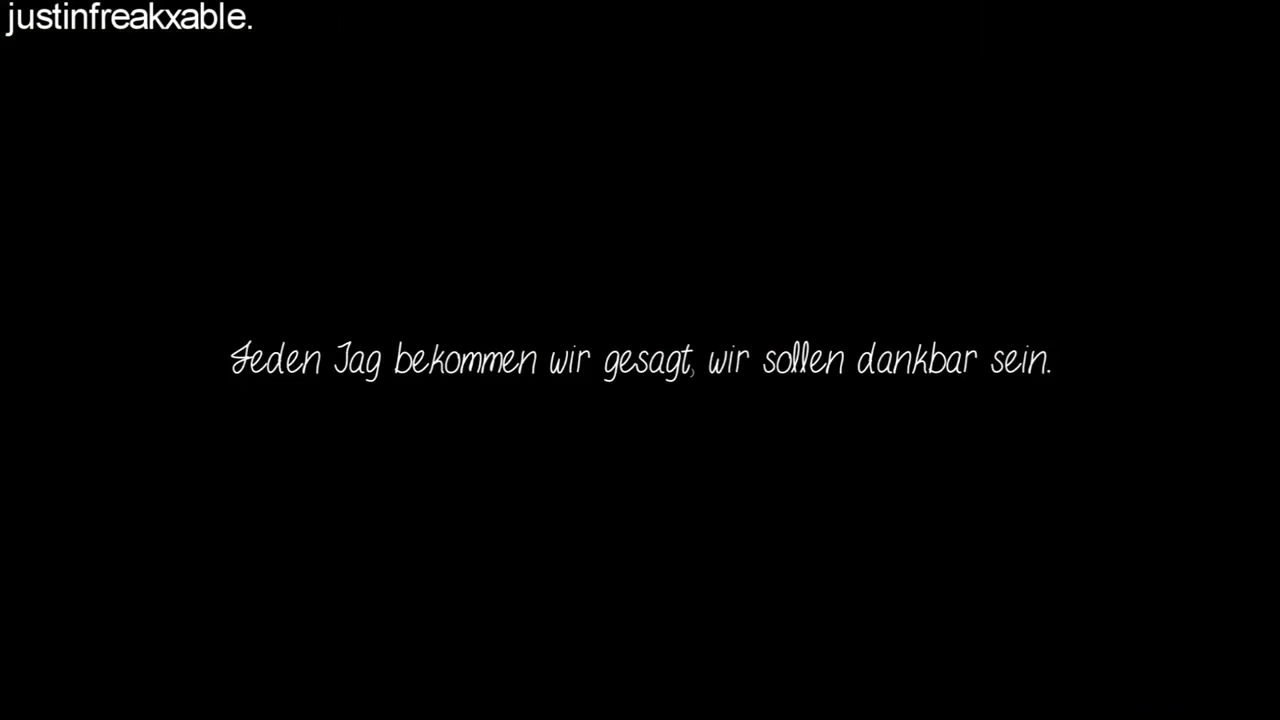 justinfreakxable.
Jeden Tag bekommen wir gesagt, wir sollen dankbar sein.